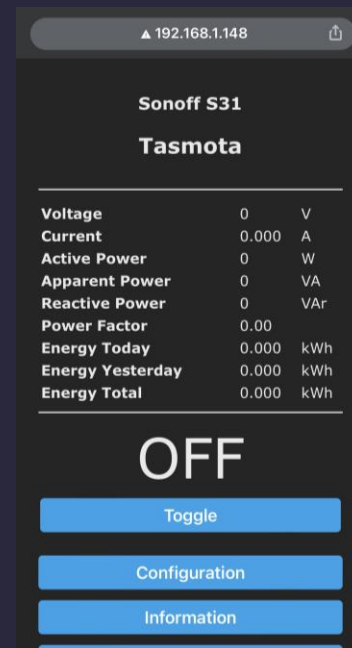 192.168.1.148
Sonoff S31
Tasmota
Voltage 0 V
Current 0.000 A
Active Power 0 W
Apparent Power 0 VA
Reactive Power 0 VAr
Power Factor 0.00
Energy Today 0.000 kWh
Energy Yesterday 0.000 kWh
Energy Total 0.000 kWh
OFF
Toggle
Configuration
Information